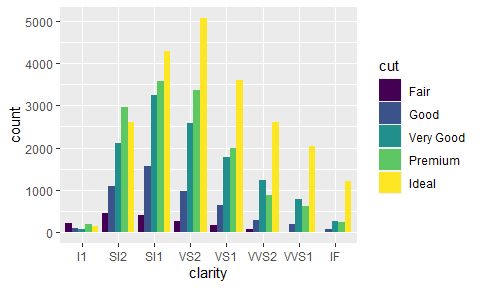 5000
4000
3000
2000
1000
0
count
I1 SI2 SI1 VS2 VS1 VVS2 VVS1 IF
clarity
cut
Fair
Good
Very Good
Premium
Ideal